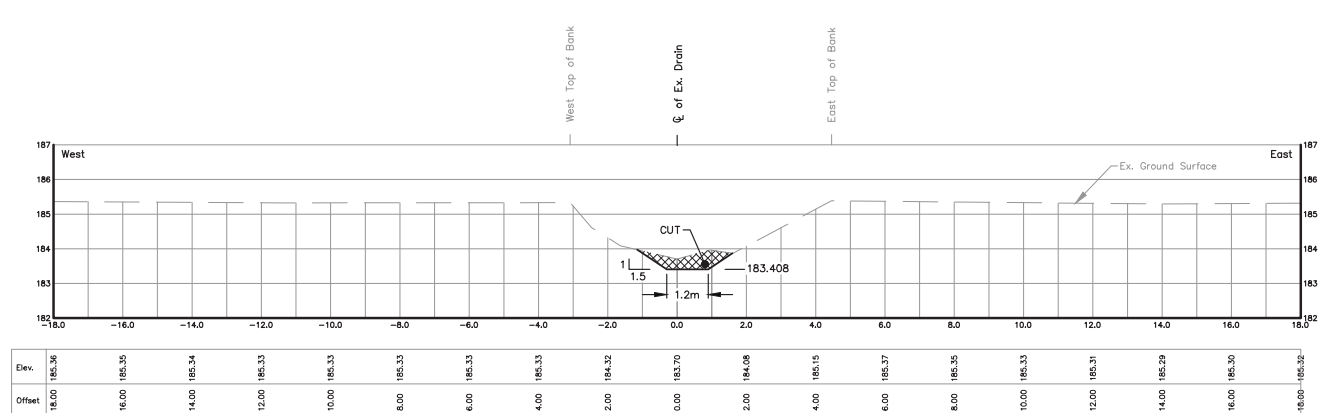 West Top of Bank
℄ of Ex. Drain
East Top of Bank
187 187
West East
186 186
Ex. Ground Surface
185 185
CUT
184 184
1
1.5
183.408
183 183
1.2m
182 182
-18.0 -16.0 -14.0 -12.0 -10.0 -8.0 -6.0 -4.0 -2.0 0.0 2.0 4.0 6.0 8.0 10.0 12.0 14.0 16.0 18.0
Elev. 185.36 185.35 185.34 185.33 185.33 185.33 185.33 185.33 184.32 183.70 184.08 185.15 185.37 185.35 185.33 185.31 185.29 185.30 185.32
Offset 18.00 16.00 14.00 12.00 10.00 8.00 6.00 4.00 2.00 0.00 2.00 4.00 6.00 8.00 10.00 12.00 14.00 16.00 18.00